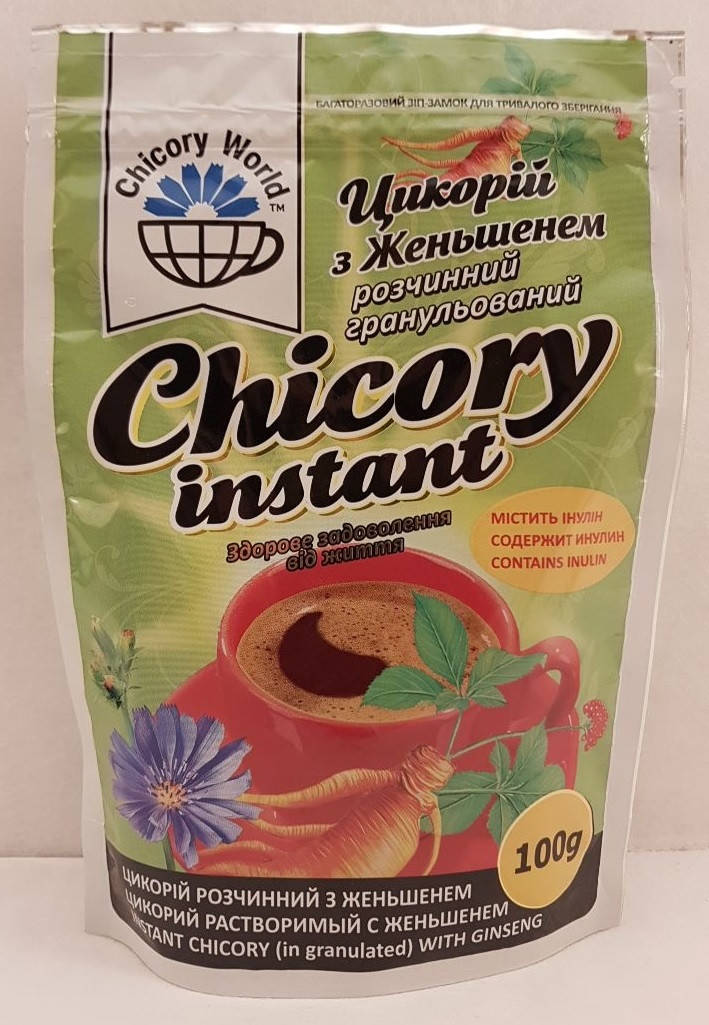 Chicory World
TM
БАГАТОРАЗОВИЙ ЗІП-ЗАМОК ДЛЯ ТРИВАЛОГО ЗБЕРІГАННЯ
Цикорій
з Женьшенем
розчинний
гранульований
Chicory
instant
Здорове задоволення
від життя
МІСТИТЬ ІНУЛІН
СОДЕРЖИТ ИНУЛИН
CONTAINS INULIN
100g
ЦИКОРІЙ РОЗЧИННИЙ З ЖЕНЬШЕНЕМ
ЦИКОРИЙ РАСТВОРИМЫЙ С ЖЕНЬШЕНЕМ
INSTANT CHICORY (in granulated) WITH GINSENG